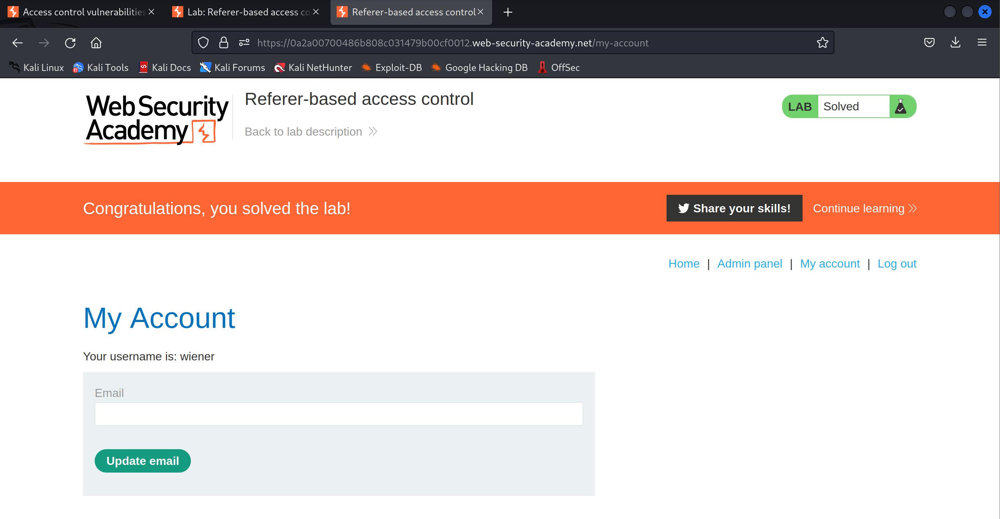 Access control vulnerabilities
Lab: Referer-based access co
Referer-based access control
https://0a2a00700486b808c031479b00cf0012.web-security-academy.net/my-account
Kali Linux Kali Tools Kali Docs Kali Forums Kali NetHunter Exploit-DB Google Hacking DB OffSec
Web Security
Academy
Referer-based access control
Back to lab description
LAB Solved
Congratulations, you solved the lab!
Share your skills! Continue learning
Home | Admin panel | My account | Log out
My Account
Your username is: wiener
Email
Update email